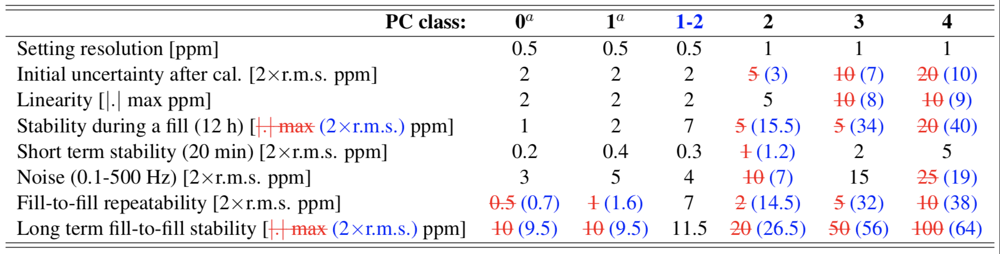 PC class: 0a 1a 1-2 2 3 4
Setting resolution [ppm] 0.5 0.5 0.5 1 1 1
Initial uncertainty after cal. [2×r.m.s. ppm] 2 2 2 5 (3) 10 (7) 20 (10)
Linearity [|.| max ppm] 2 2 2 5 10 (8) 10 (9)
Stability during a fill (12 h) [|.| max (2×r.m.s.) ppm] 1 2 7 5 (15.5) 5 (34) 20 (40)
Short term stability (20 min) [2×r.m.s. ppm] 0.2 0.4 0.3 1 (1.2) 2 5
Noise (0.1-500 Hz) [2×r.m.s. ppm] 3 5 4 10 (7) 15 25 (19)
Fill-to-fill repeatability [2×r.m.s. ppm] 0.5 (0.7) 1 (1.6) 7 2 (14.5) 5 (32) 10 (38)
Long term fill-to-fill stability [|.| max (2×r.m.s.) ppm] 10 (9.5) 10 (9.5) 11.5 20 (26.5) 50 (56) 100 (64)